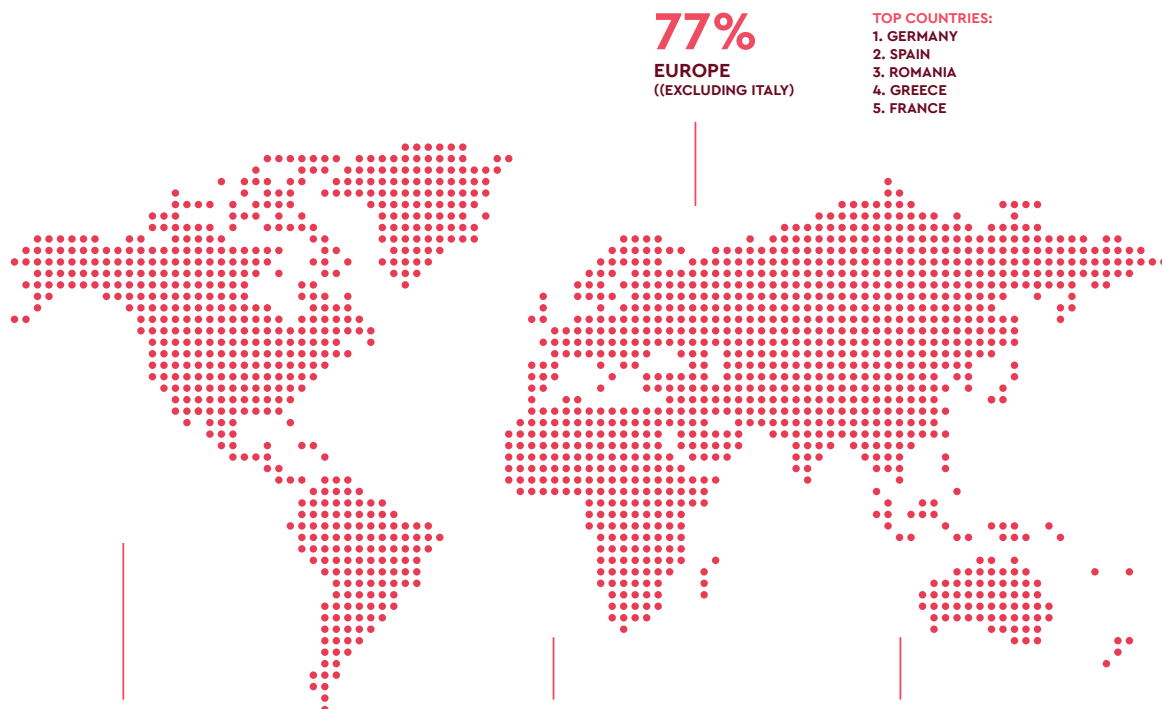 77%
EUROPE
((EXCLUDING ITALY)
TOP COUNTRIES:
1. GERMANY
2. SPAIN
3. ROMANIA
4. GREECE
5. FRANCE